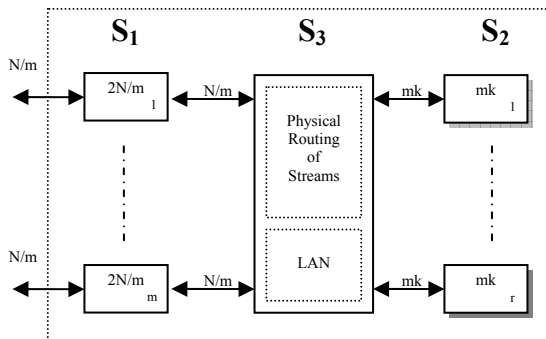 S1 S3 S2
N/m
2N/m 1
N/m
mk
mk 1
Physical
Routing
of
Streams
N/m
2N/m m
N/m
LAN
mk
mk r